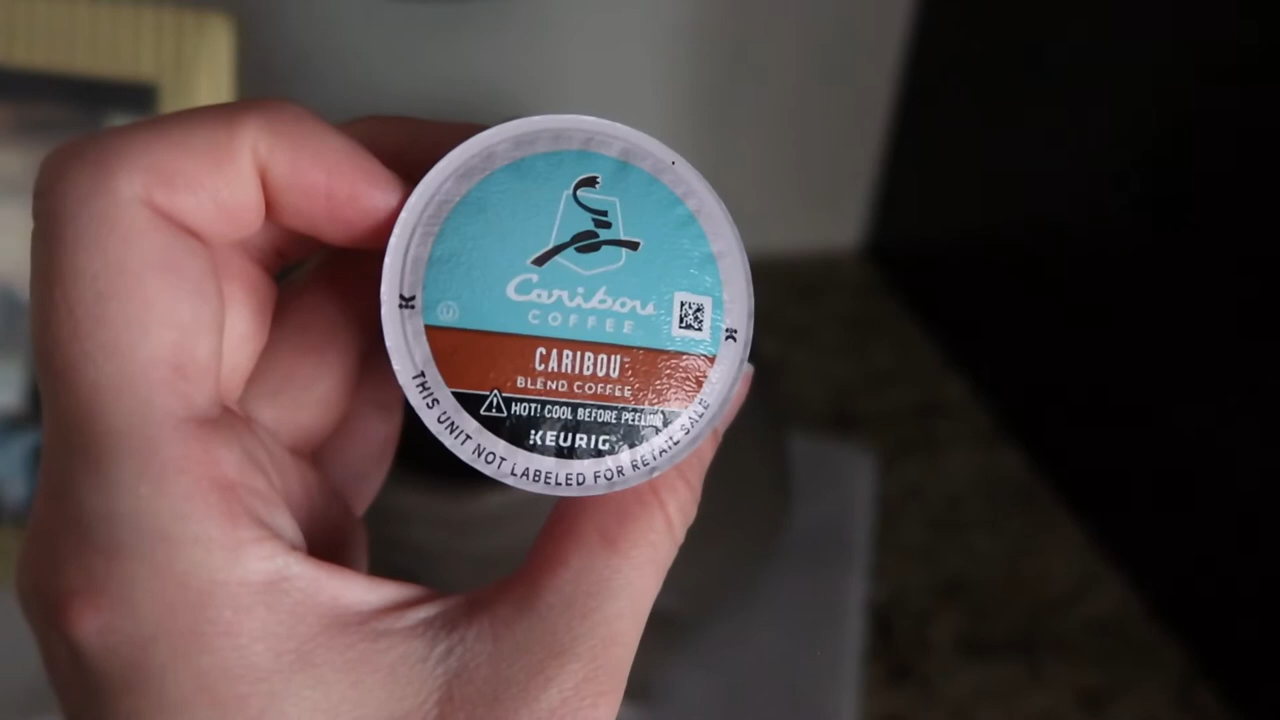 Caribou
COFFEE
U
CARIBOU
BLEND COFFEE
HOT! COOL BEFORE PEELING
KEURIG
THIS UNIT NOT LABELED FOR RETAIL SALE
K
K